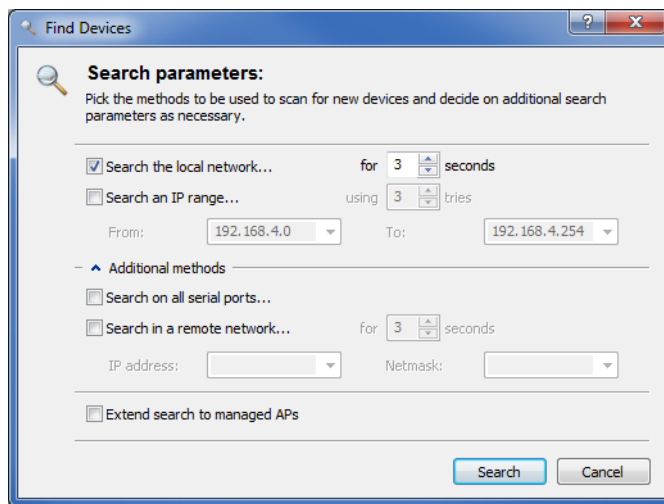 Find Devices
Search parameters:
Pick the methods to be used to scan for new devices and decide on additional search
parameters as necessary.
Search the local network... for 3 seconds
Search an IP range... using 3 tries
From: 192.168.4.0 To: 192.168.4.254
Additional methods
Search on all serial ports...
Search in a remote network... for 3 seconds
IP address: Netmask:
Extend search to managed APs
Search Cancel